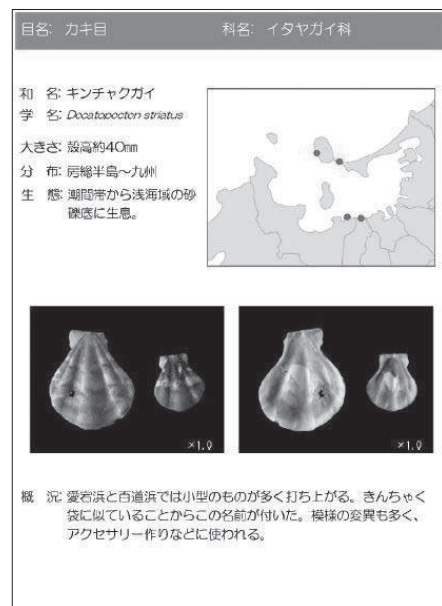 目名: カキ目 科名: イタヤガイ科
和 名: キンチャクガイ
学 名: Decatopecten striatus
大きさ: 殻高約40mm
分 布: 房総半島~九州
生 態: 潮間帯から浅海域の砂
礫底に生息。
×1.0 ×1.0
概 況: 愛宕浜と百道浜では小型のものが多く打ち上がる。きんちゃく
袋に似ていることからこの名前が付いた。模様の変異も多く、
アクセサリー作りなどに使われる。